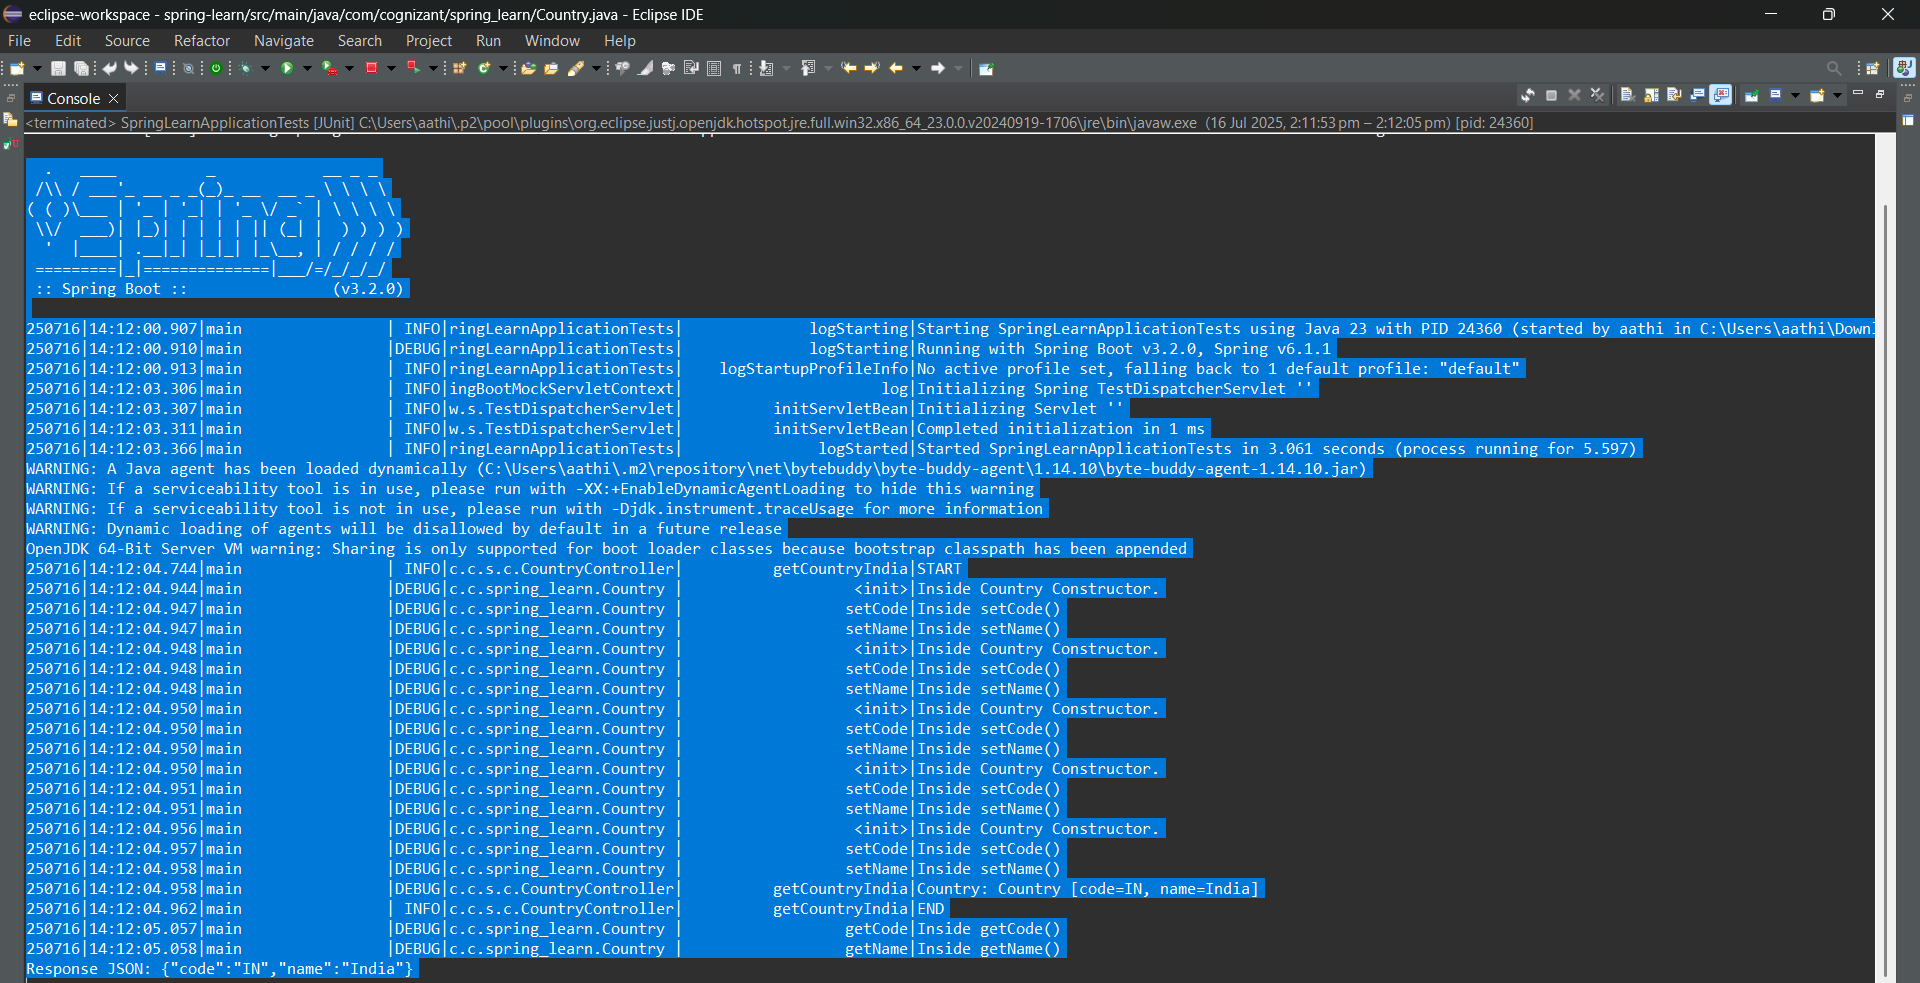 eclipse-workspace - spring-learn/src/main/java/com/cognizant/spring_learn/Country.java - Eclipse IDE
File Edit Source Refactor Navigate Search Project Run Window Help
Console
<terminated> SpringLearnApplicationTests [JUnit] C:\Users\aathi\.p2\pool\plugins\org.eclipse.justj.openjdk.hotspot.jre.full.win32.x86_64_23.0.0.v20240919-1706\jre\bin\javaw.exe (16 Jul 2025, 2:11:53 pm – 2:12:05 pm) [pid: 24360]
  .   ____          _            __ _ _
 /\\ / ___'_ __ _ _(_)_ __  __ _ \ \ \ \
( ( )\___ | '_ | '_| | '_ \/ _` | \ \ \ \
 \\/  ___)| |_)| | | | | || (_| |  ) ) ) )
  '  |____| .__|_| |_|_| |_\__, | / / / /
 =========|_|==============|___/=/_/_/_/
 :: Spring Boot ::                (v3.2.0)
250716|14:12:00.907|main | INFO|ringLearnApplicationTests| logStarting|Starting SpringLearnApplicationTests using Java 23 with PID 24360 (started by aathi in C:\Users\aathi\Downl
250716|14:12:00.910|main |DEBUG|ringLearnApplicationTests| logStarting|Running with Spring Boot v3.2.0, Spring v6.1.1
250716|14:12:00.913|main | INFO|ringLearnApplicationTests| logStartupProfileInfo|No active profile set, falling back to 1 default profile: "default"
250716|14:12:03.306|main | INFO|ingBootMockServletContext| log|Initializing Spring TestDispatcherServlet ''
250716|14:12:03.307|main | INFO|w.s.TestDispatcherServlet| initServletBean|Initializing Servlet ''
250716|14:12:03.311|main | INFO|w.s.TestDispatcherServlet| initServletBean|Completed initialization in 1 ms
250716|14:12:03.366|main | INFO|ringLearnApplicationTests| logStarted|Started SpringLearnApplicationTests in 3.061 seconds (process running for 5.597)
WARNING: A Java agent has been loaded dynamically (C:\Users\aathi\.m2\repository\net\bytebuddy\byte-buddy-agent\1.14.10\byte-buddy-agent-1.14.10.jar)
WARNING: If a serviceability tool is in use, please run with -XX:+EnableDynamicAgentLoading to hide this warning
WARNING: If a serviceability tool is not in use, please run with -Djdk.instrument.traceUsage for more information
WARNING: Dynamic loading of agents will be disallowed by default in a future release
OpenJDK 64-Bit Server VM warning: Sharing is only supported for boot loader classes because bootstrap classpath has been appended
250716|14:12:04.744|main | INFO|c.c.s.c.CountryController| getCountryIndia|START
250716|14:12:04.944|main |DEBUG|c.c.spring_learn.Country | <init>|Inside Country Constructor.
250716|14:12:04.947|main |DEBUG|c.c.spring_learn.Country | setCode|Inside setCode()
250716|14:12:04.947|main |DEBUG|c.c.spring_learn.Country | setName|Inside setName()
250716|14:12:04.948|main |DEBUG|c.c.spring_learn.Country | <init>|Inside Country Constructor.
250716|14:12:04.948|main |DEBUG|c.c.spring_learn.Country | setCode|Inside setCode()
250716|14:12:04.948|main |DEBUG|c.c.spring_learn.Country | setName|Inside setName()
250716|14:12:04.950|main |DEBUG|c.c.spring_learn.Country | <init>|Inside Country Constructor.
250716|14:12:04.950|main |DEBUG|c.c.spring_learn.Country | setCode|Inside setCode()
250716|14:12:04.950|main |DEBUG|c.c.spring_learn.Country | setName|Inside setName()
250716|14:12:04.950|main |DEBUG|c.c.spring_learn.Country | <init>|Inside Country Constructor.
250716|14:12:04.951|main |DEBUG|c.c.spring_learn.Country | setCode|Inside setCode()
250716|14:12:04.951|main |DEBUG|c.c.spring_learn.Country | setName|Inside setName()
250716|14:12:04.956|main |DEBUG|c.c.spring_learn.Country | <init>|Inside Country Constructor.
250716|14:12:04.957|main |DEBUG|c.c.spring_learn.Country | setCode|Inside setCode()
250716|14:12:04.958|main |DEBUG|c.c.spring_learn.Country | setName|Inside setName()
250716|14:12:04.958|main |DEBUG|c.c.s.c.CountryController| getCountryIndia|Country: Country [code=IN, name=India]
250716|14:12:04.962|main | INFO|c.c.s.c.CountryController| getCountryIndia|END
250716|14:12:05.057|main |DEBUG|c.c.spring_learn.Country | getCode|Inside getCode()
250716|14:12:05.058|main |DEBUG|c.c.spring_learn.Country | getName|Inside getName()
Response JSON: {"code":"IN","name":"India"}